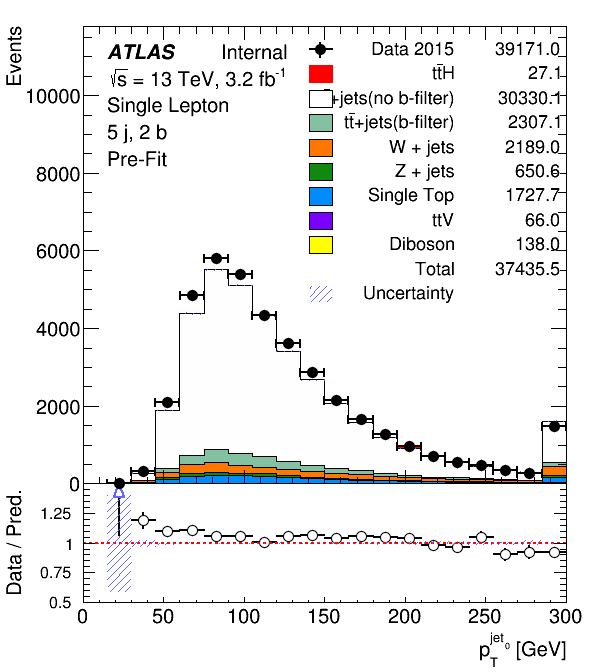 ATLAS Internal
√s = 13 TeV, 3.2 fb⁻¹
Single Lepton
5 j, 2 b
Pre-Fit
Data 2015 39171.0
tt̄H 27.1
t̄+jets(no b-filter) 30330.1
tt̄+jets(b-filter) 2307.1
W + jets 2189.0
Z + jets 650.6
Single Top 1727.7
ttV 66.0
Diboson 138.0
Total 37435.5
Uncertainty
Events
10000
8000
6000
4000
2000
0
Data / Pred.
1.25
1
0.75
0.5
0 50 100 150 200 250 300
p_T^{jet_0} [GeV]